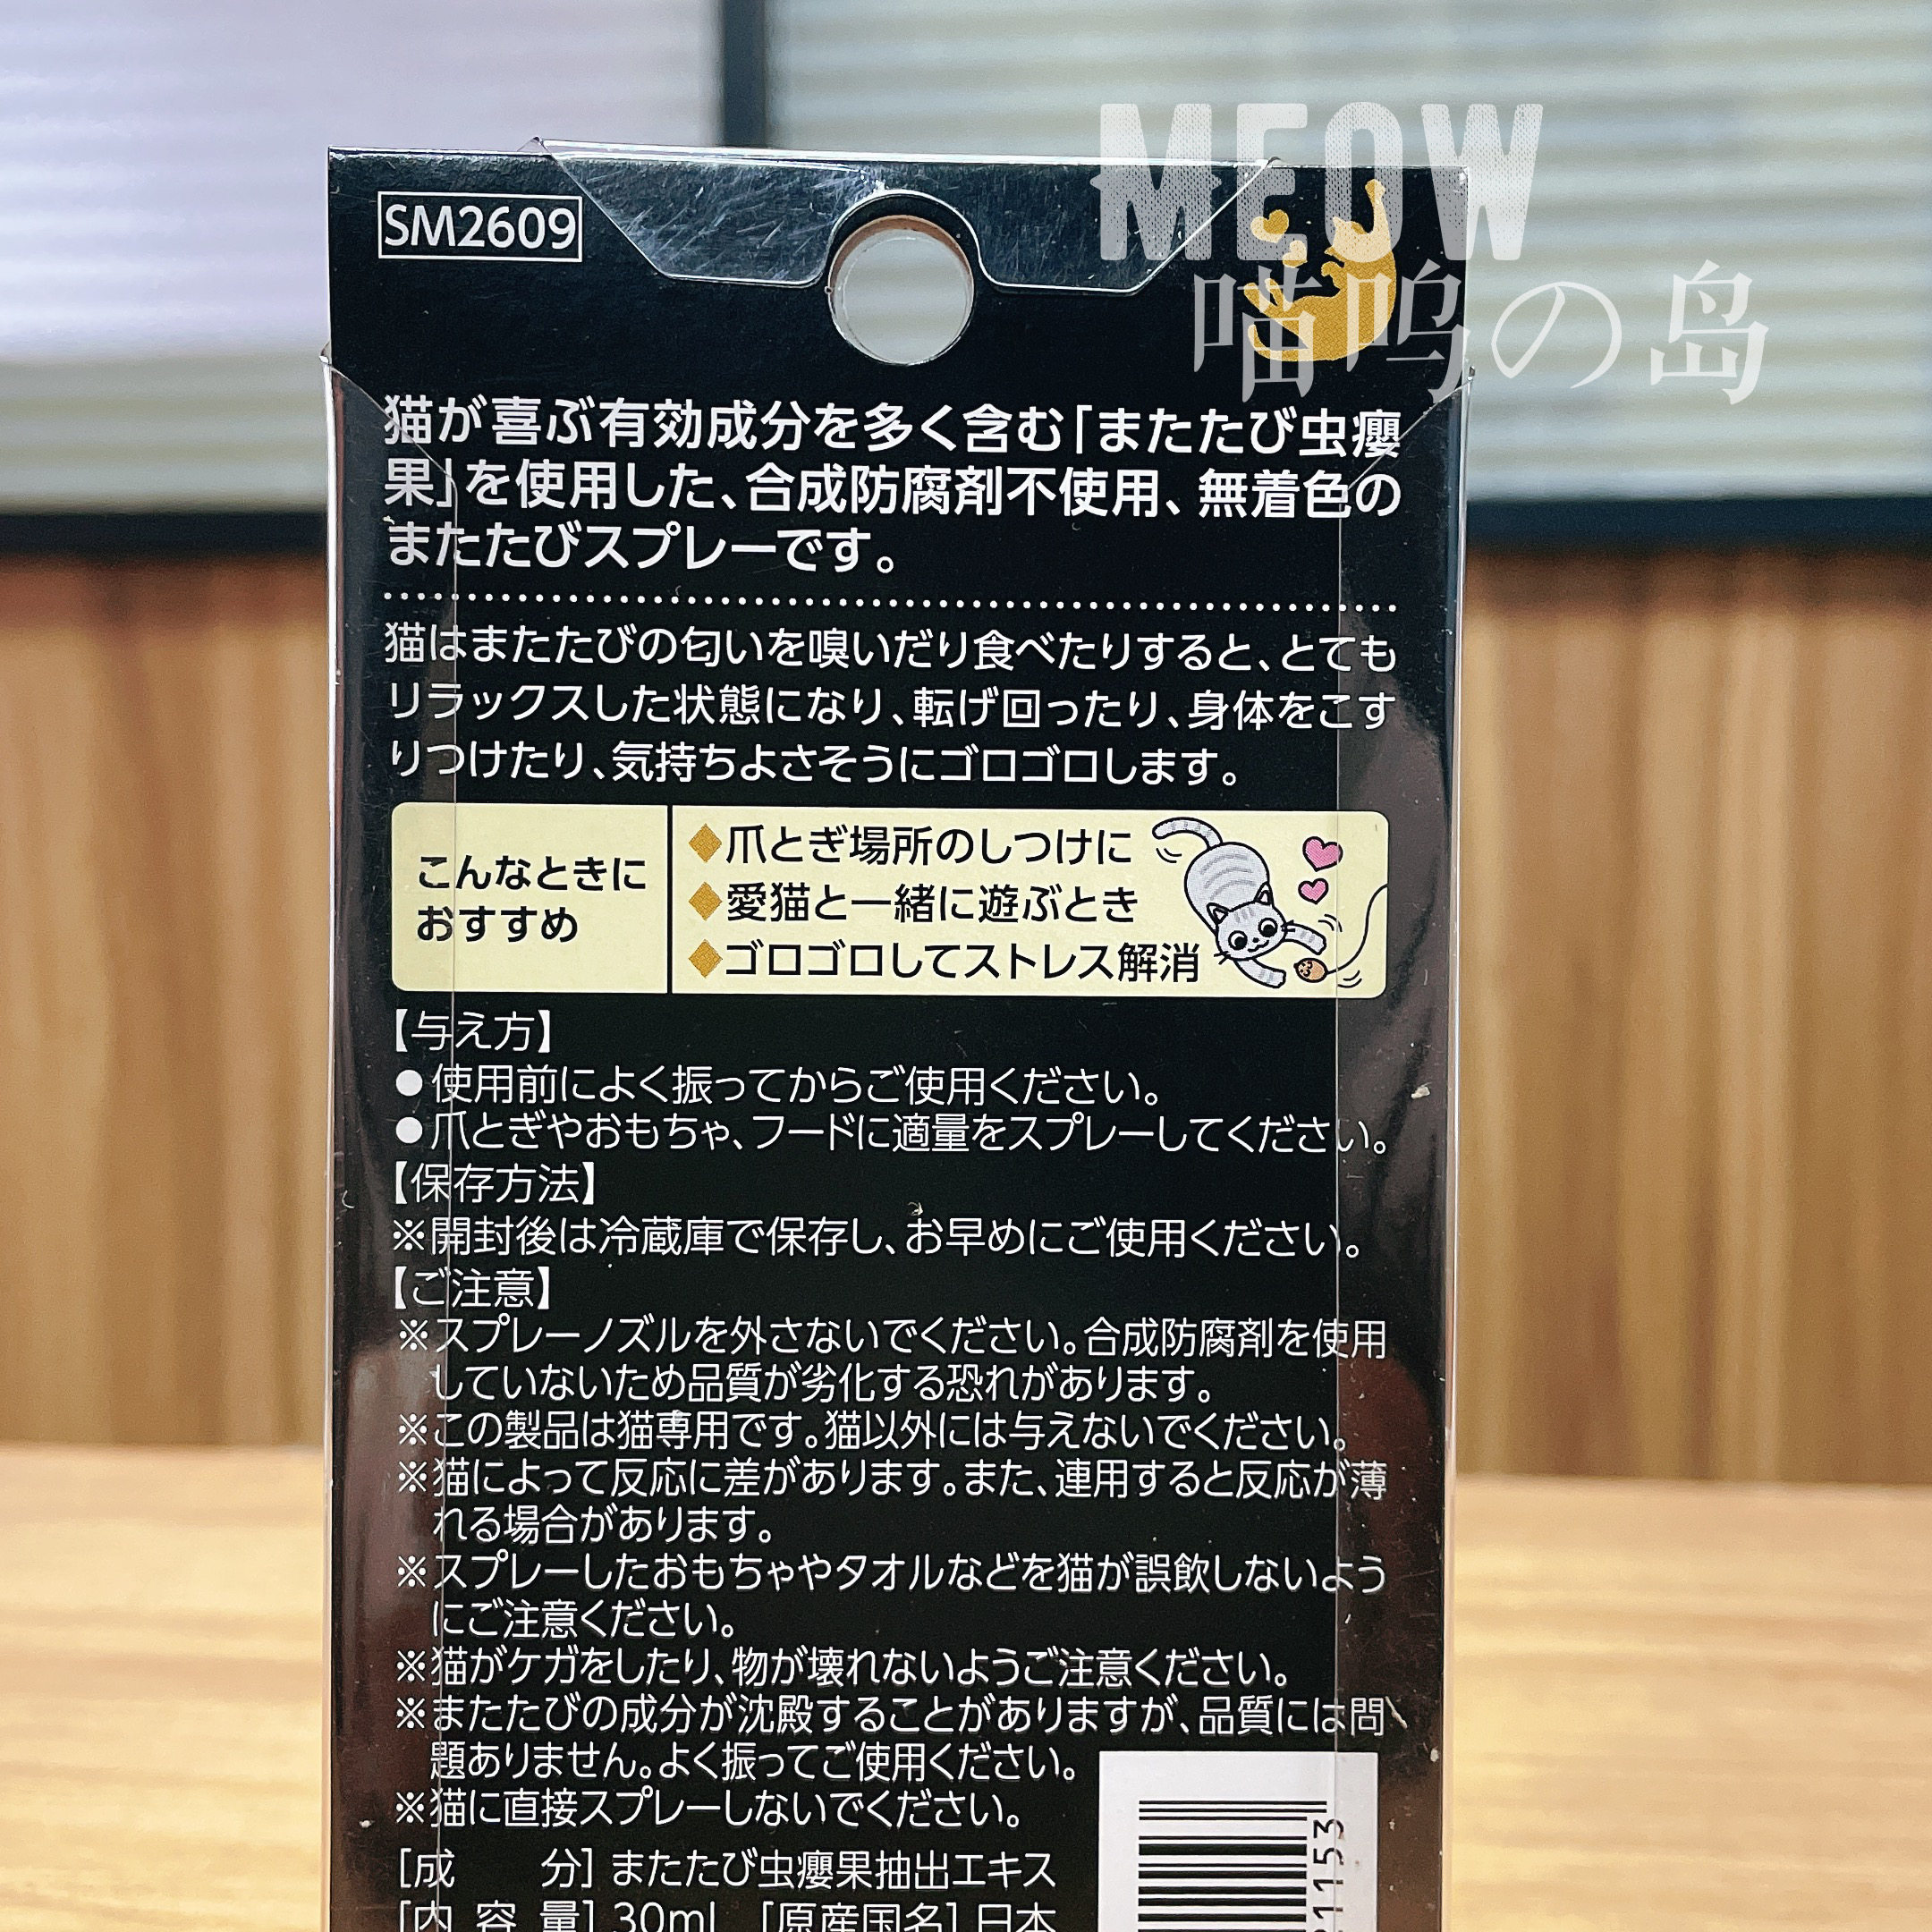 MEOW
喵呜の岛
SM2609
猫が喜ぶ有効成分を多く含む「またたび虫癭
果」を使用した、合成防腐剤不使用、無着色の
またたびスプレーです。
猫はまたたびの匂いを嗅いだり食べたりすると、とても
リラックスした状態になり、転げ回ったり、身体をこす
りつけたり、気持ちよさそうにゴロゴロします。
こんなときに
おすすめ
◆爪とぎ場所のしつけに
◆愛猫と一緒に遊ぶとき
◆ゴロゴロしてストレス解消
【与え方】
●使用前によく振ってからご使用ください。
●爪とぎやおもちゃ、フードに適量をスプレーしてください。
【保存方法】
※開封後は冷蔵庫で保存し、お早めにご使用ください。
【ご注意】
※スプレーノズルを外さないでください。合成防腐剤を使用
していないため品質が劣化する恐れがあります。
※この製品は猫専用です。猫以外には与えないでください。
※猫によって反応に差があります。また、連用すると反応が薄
れる場合があります。
※スプレーしたおもちゃやタオルなどを猫が誤飲しないよう
にご注意ください。
※猫がケガをしたり、物が壊れないようご注意ください。
※またたびの成分が沈殿することがありますが、品質には問
題ありません。よく振ってご使用ください。
※猫に直接スプレーしないでください。
[成　　分] またたび虫癭果抽出エキス
[内 容 量] 30ml [原産国名] 日本
21153